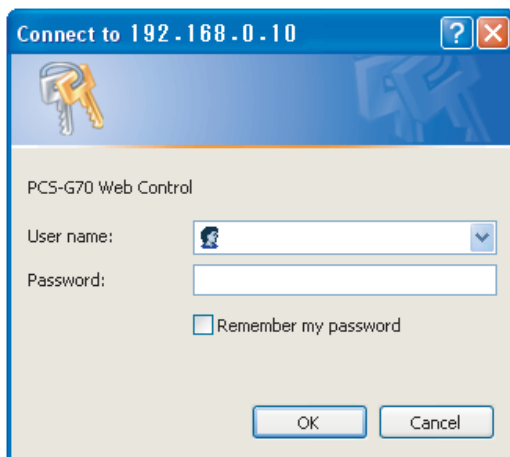 Connect to 192.168.0.10
?
PCS-G70 Web Control
User name:
Password:
Remember my password
OK
Cancel